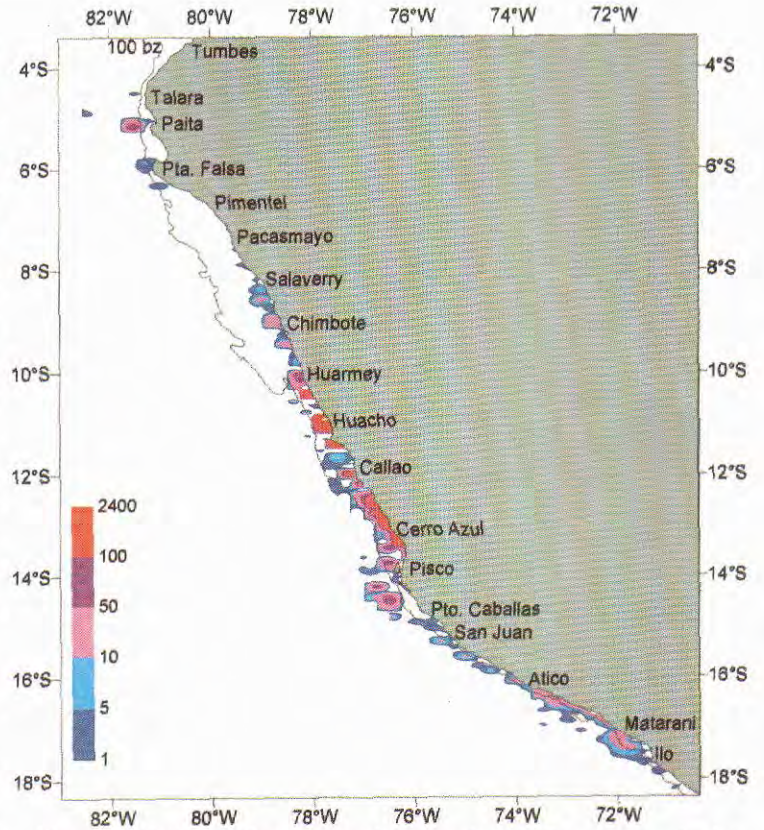 82°W 80°W 78°W 76°W 74°W 72°W
100 bz
Tumbes
4°S 4°S
Talara
Paita
6°S 6°S
Pta. Falsa
Pimentel
Pacasmayo
8°S 8°S
Salaverry
Chimbote
10°S 10°S
Huarmey
Huacho
12°S 12°S
Callao
2400
Cerro Azul
100
14°S 14°S
Pisco
50
Pto. Caballas
San Juan
10
16°S 16°S
Atico
5
Matarani
Ilo
1
18°S 18°S
82°W 80°W 78°W 76°W 74°W 72°W